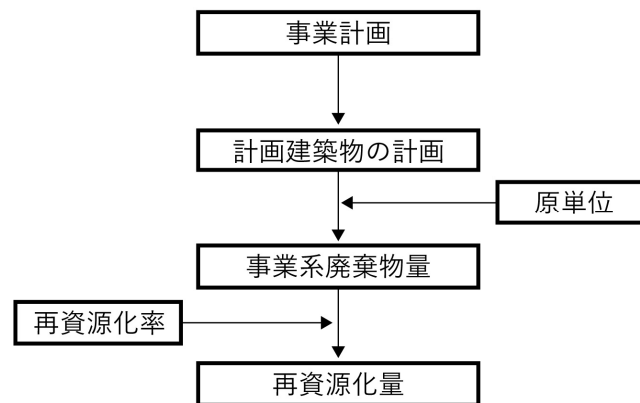 事業計画
計画建築物の計画
原単位
事業系廃棄物量
再資源化率
再資源化量